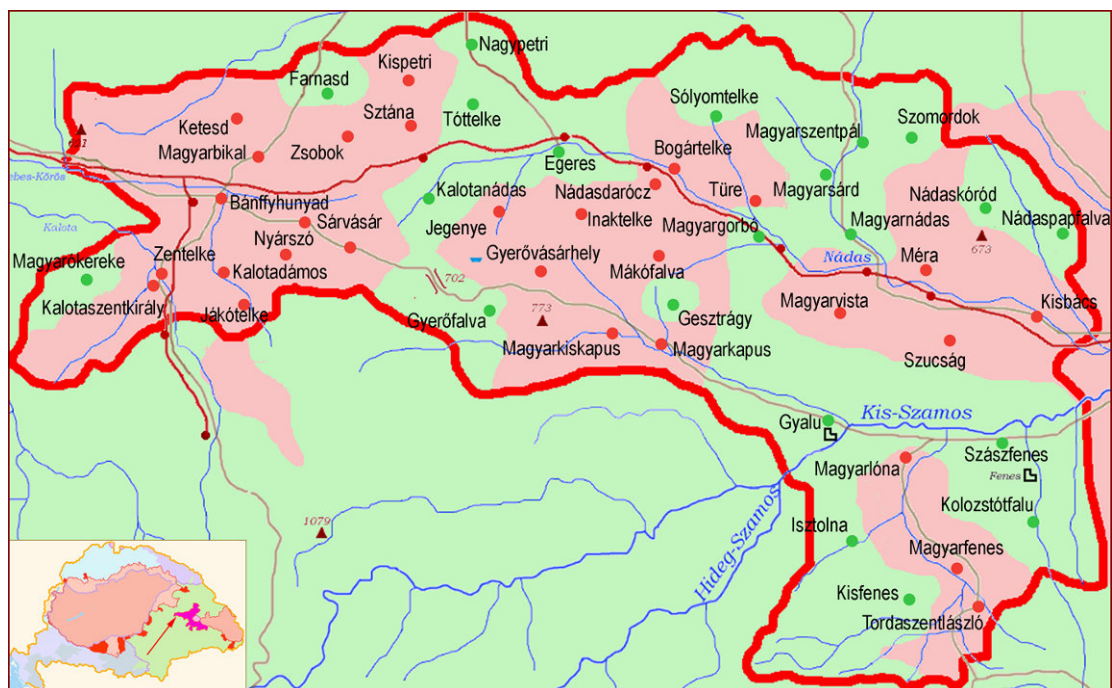 Nagypetri
Kispetri
Farnasd
Sztána
Tóttelke
Ketesd
Magyarbikal
Zsobok
621
Sólyomtelke
Magyarszentpál
Szomordok
Egeres
Bogártelke
Nádasdarócz
Türe
Magyarsárd
Nádaskóród
Bánffyhunyad
Kalotanádas
Inaktelke
Magyargorbó
Magyarnádas
Nádaspapfalva
Sárvásár
Jegenye
Kalota
Nyárszó
Zentelke
Gyerővásárhely
Mákófalva
Nádas
Méra
673
Magyarókereke
Kalotadámos
702
Kalotaszentkirály
Jákótelke
Gyerőfalva
773
Gesztrágy
Magyarvista
Kisbács
Magyarkiskapus
Magyarkapus
Szucság
Gyalu
Kis-Szamos
Szászfenes
Magyarlóna
Fenes
Kolozstótfalu
1079
Hideg-Szamos
Isztolna
Magyarfenes
Kisfenes
Tordaszentlászló